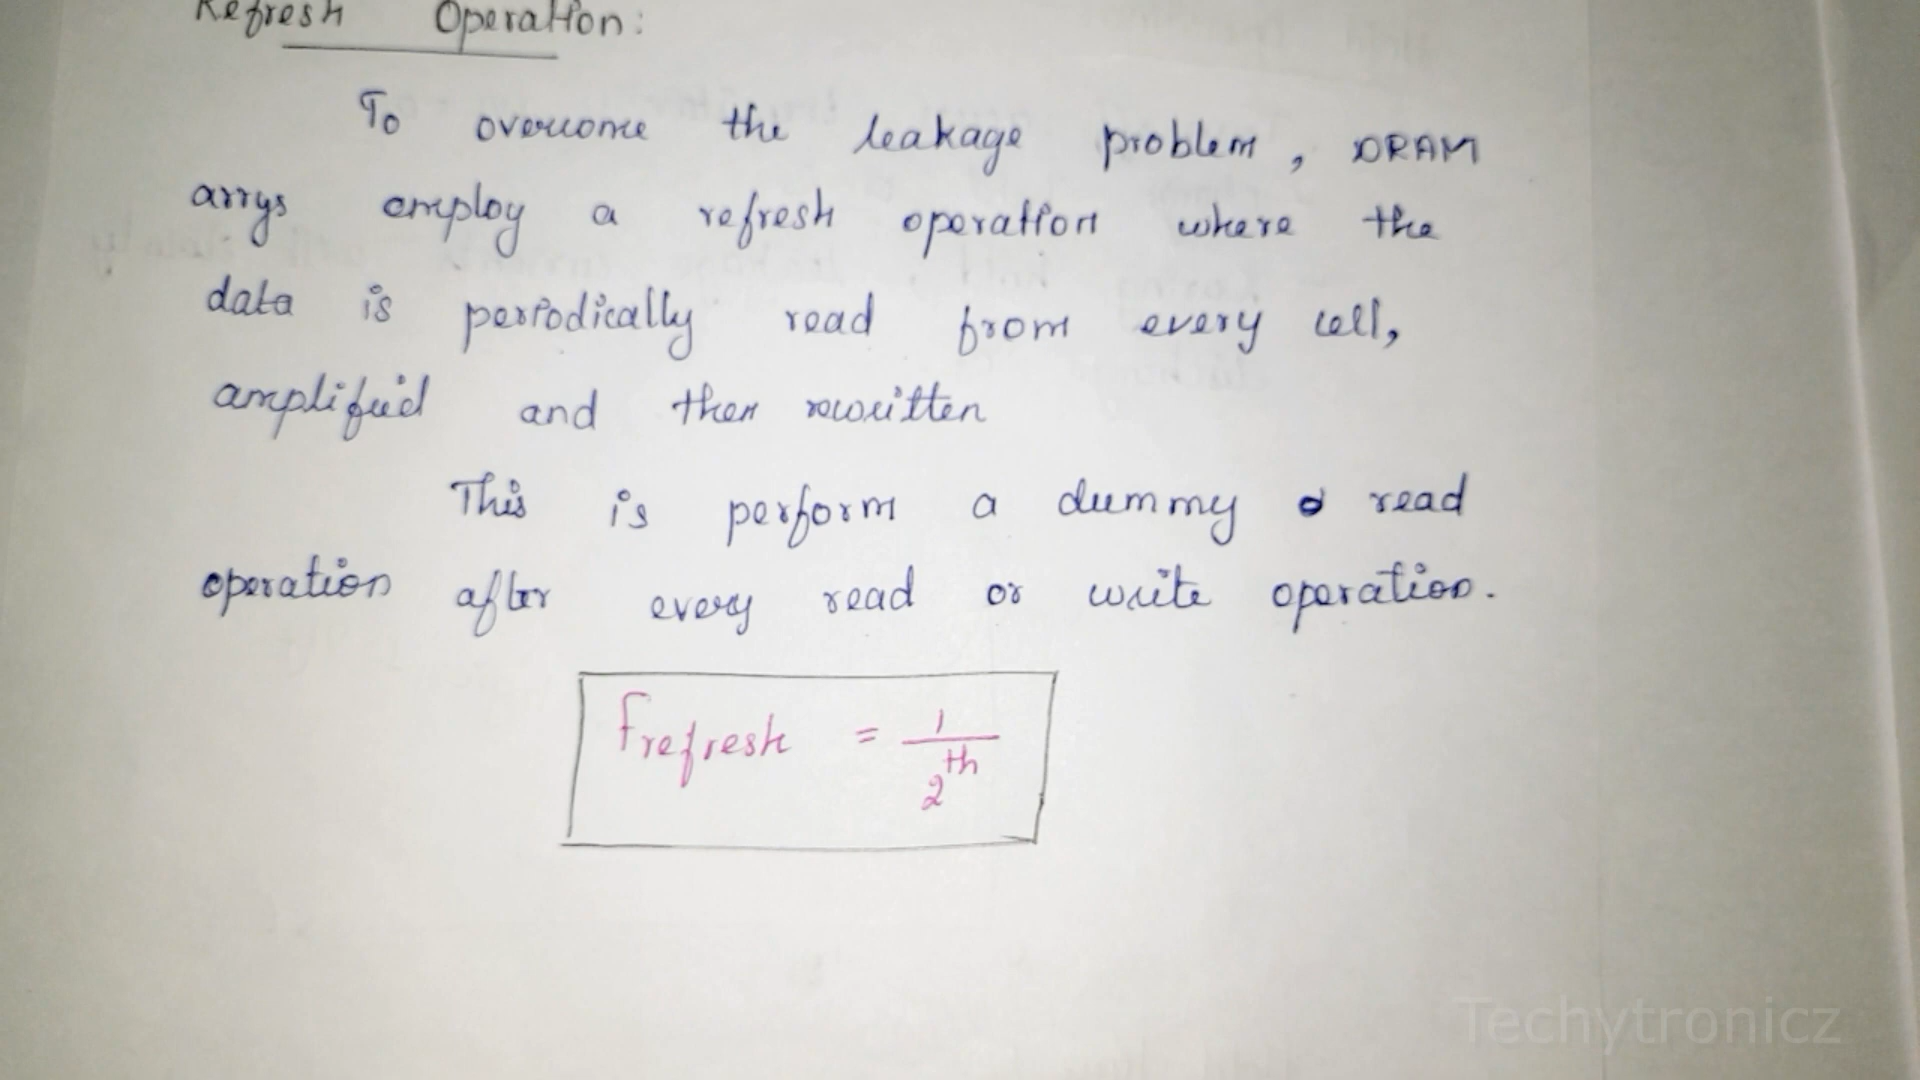 Refresh Operation:
To overcome the leakage problem, DRAM
arrys employ a refresh operation where the
data is periodically read from every cell,
amplified and then rewritten
This is perform a dummy read
operation after every read or write operation.
frefresh = 1/2^th
Techytronicz